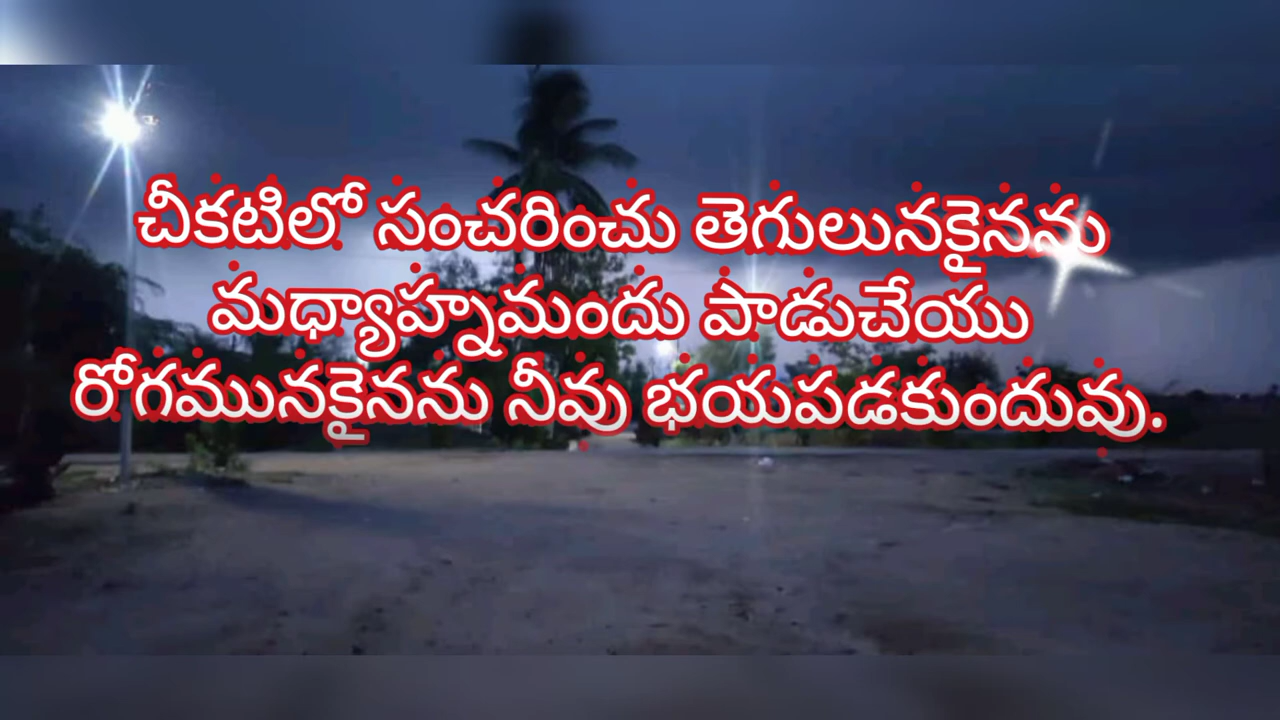 చీకటిలో సంచరించు తెగులునకైనను
మధ్యాహ్నమందు పాడుచేయు
రోగమునకైనను నీవు భయపడకుందువు.